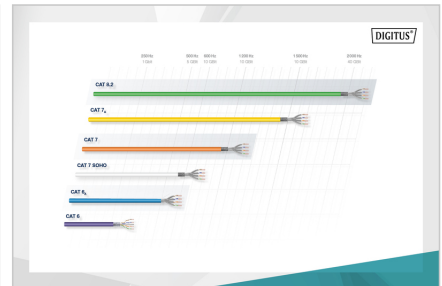 DIGITUS®
250 Hz 500 Hz 600 Hz 1200 Hz 1500 Hz 2000 Hz
CAT 8.2
CAT 7A
CAT 7
CAT 7 SOHO
CAT 6A
CAT 6